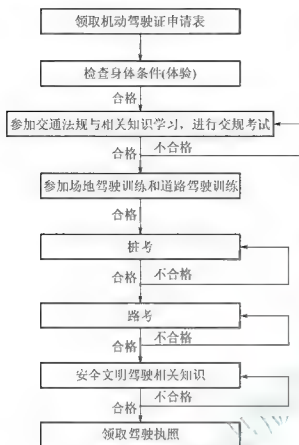 领取机动驾驶证申请表
检查身体条件(体验)
合格
参加交通法规与相关知识学习，进行交规考试
合格
不合格
参加场地驾驶训练和道路驾驶训练
合格
桩考
合格
不合格
路考
合格
不合格
安全文明驾驶相关知识
合格
不合格
领取驾驶执照